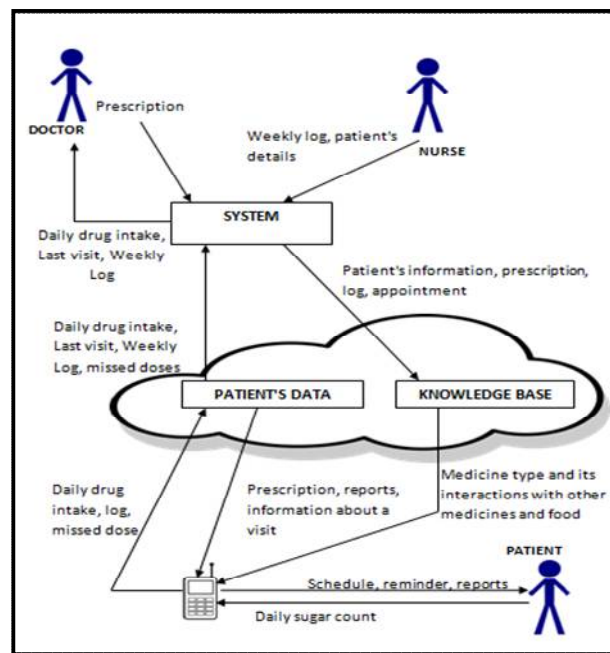 Prescription
DOCTOR
Weekly log, patient's
details
NURSE
SYSTEM
Daily drug intake,
Last visit, Weekly
Log
Patient's information, prescription,
log, appointment
Daily drug intake,
Last visit, Weekly
Log, missed doses
PATIENT'S DATA
KNOWLEDGE BASE
Daily drug
intake, log,
missed dose
Prescription, reports,
information about a
visit
Medicine type and its
interactions with other
medicines and food
PATIENT
Schedule, reminder, reports
Daily sugar count